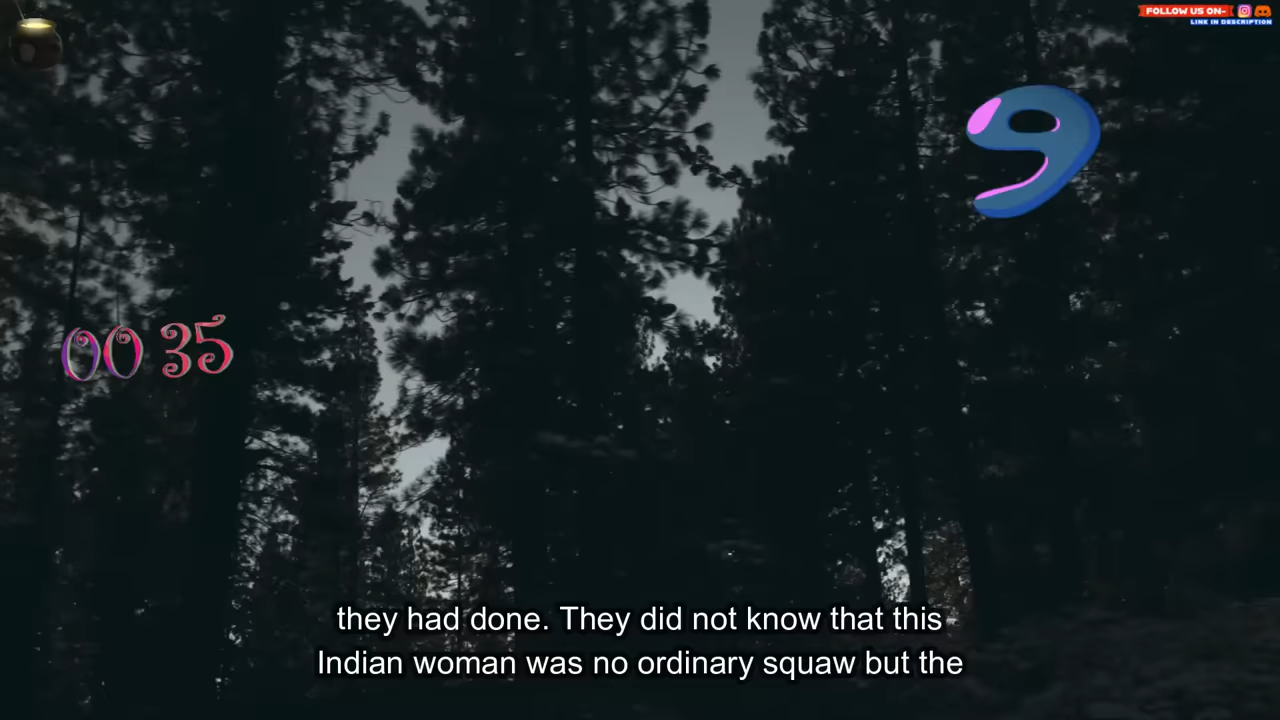 FOLLOW US ON-
LINK IN DESCRIPTION
9
00 35
they had done. They did not know that this
Indian woman was no ordinary squaw but the